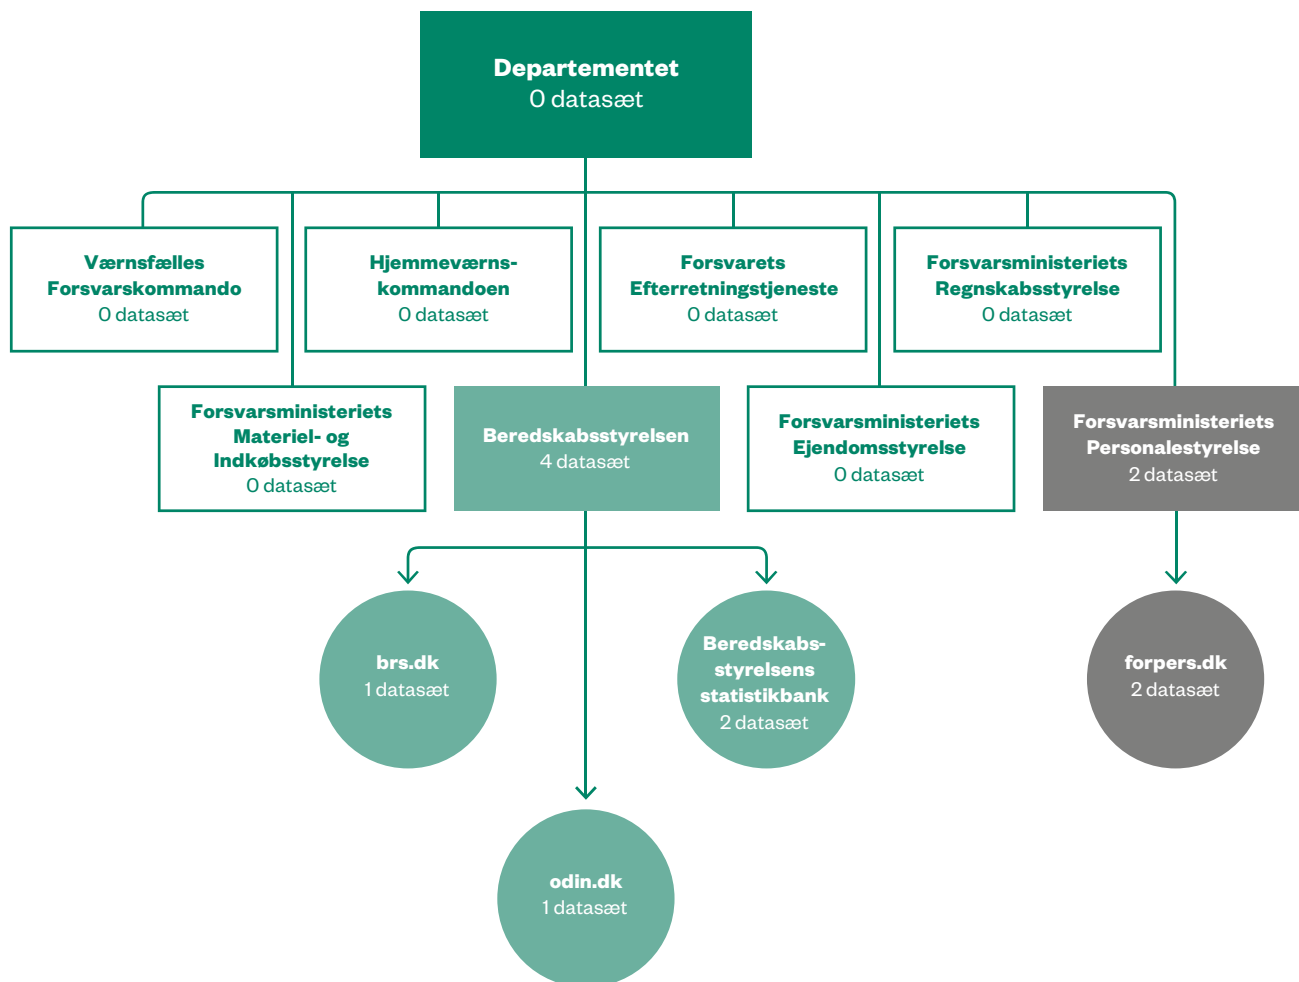 Departementet
0 datasæt
Værnsfælles
Forsvarskommando
0 datasæt
Hjemmeværns-
kommandoen
0 datasæt
Forsvarets
Efterretningstjeneste
0 datasæt
Forsvarsministeriets
Regnskabsstyrelse
0 datasæt
Forsvarsministeriets
Materiel- og
Indkøbsstyrelse
0 datasæt
Beredskabsstyrelsen
4 datasæt
Forsvarsministeriets
Ejendomsstyrelse
0 datasæt
Forsvarsministeriets
Personalestyrelse
2 datasæt
brs.dk
1 datasæt
Beredskabs-
styrelsens
statistikbank
2 datasæt
forpers.dk
2 datasæt
odin.dk
1 datasæt